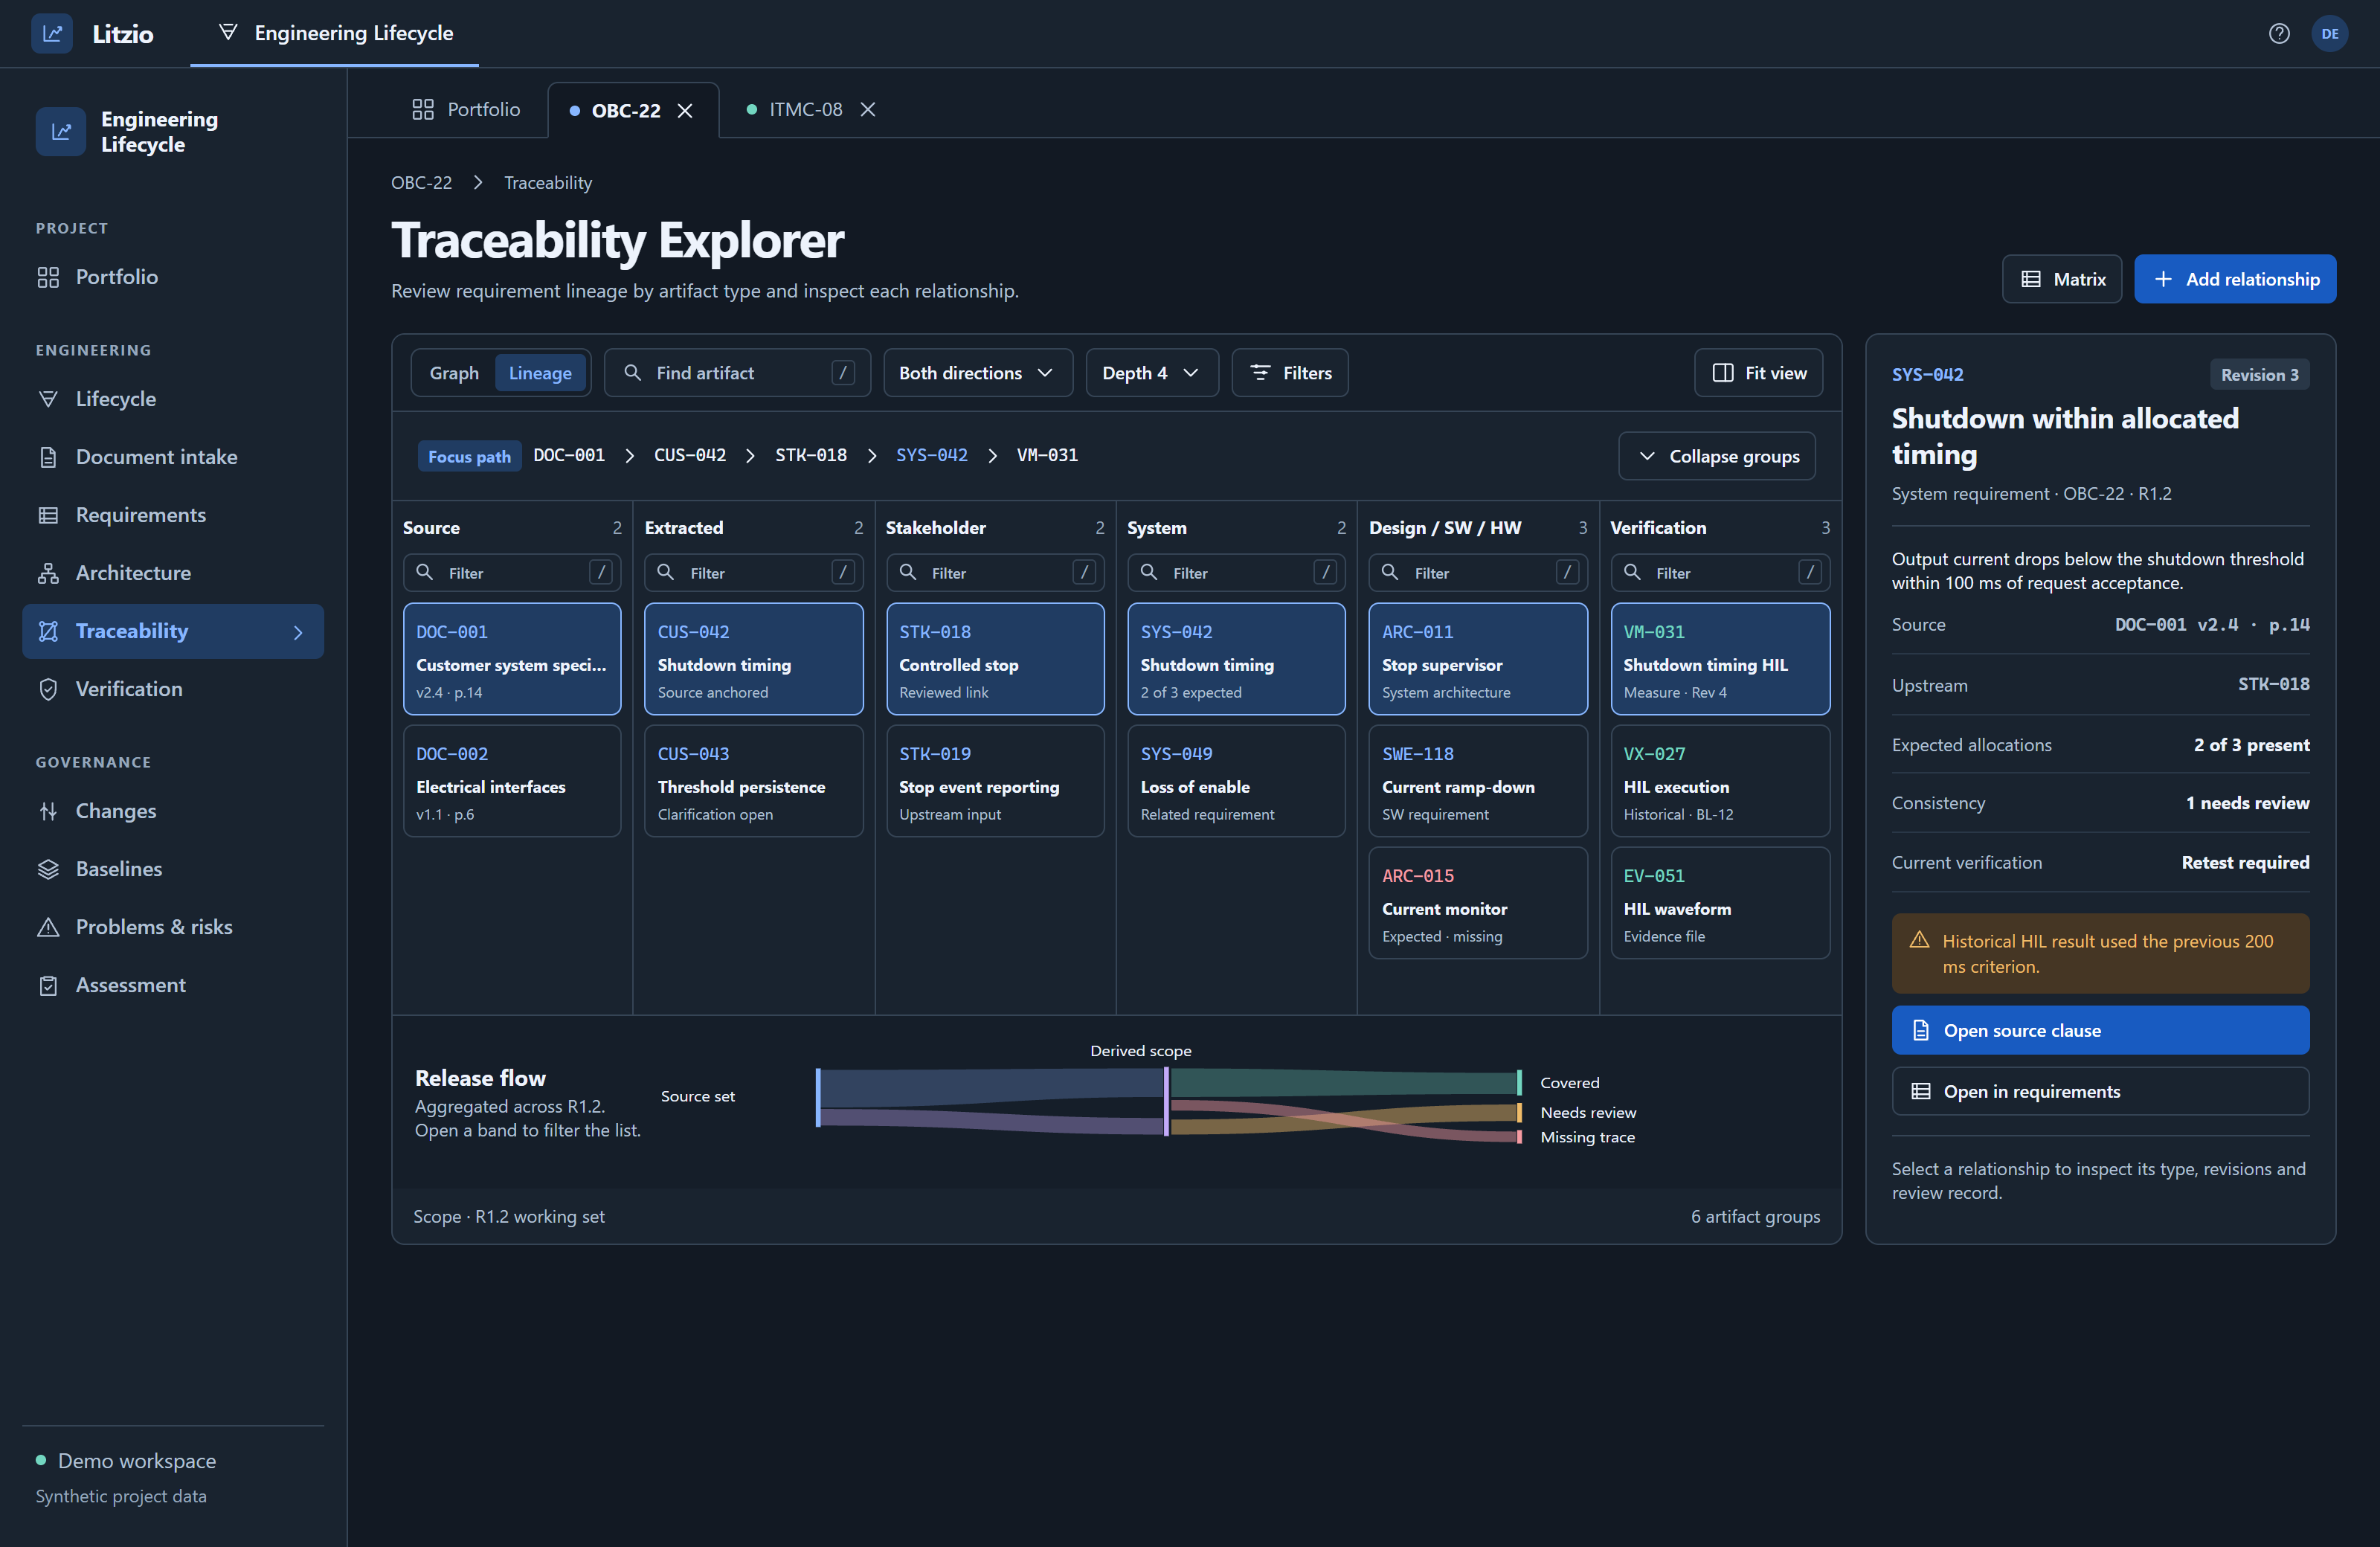 Litzio
Engineering Lifecycle
DE
Engineering
Lifecycle
PROJECT
Portfolio
ENGINEERING
Lifecycle
Document intake
Requirements
Architecture
Traceability
Verification
GOVERNANCE
Changes
Baselines
Problems & risks
Assessment
Demo workspace
Synthetic project data
Portfolio
OBC-22
ITMC-08
OBC-22 > Traceability
Traceability Explorer
Review requirement lineage by artifact type and inspect each relationship.
Matrix
Add relationship
Graph
Lineage
Find artifact /
Both directions
Depth 4
Filters
Fit view
Focus path DOC-001 > CUS-042 > STK-018 > SYS-042 > VM-031
Collapse groups
Source 2
Filter /
DOC-001
Customer system speci...
v2.4 · p.14
DOC-002
Electrical interfaces
v1.1 · p.6
Extracted 2
Filter /
CUS-042
Shutdown timing
Source anchored
CUS-043
Threshold persistence
Clarification open
Stakeholder 2
Filter /
STK-018
Controlled stop
Reviewed link
STK-019
Stop event reporting
Upstream input
System 2
Filter /
SYS-042
Shutdown timing
2 of 3 expected
SYS-049
Loss of enable
Related requirement
Design / SW / HW 3
Filter /
ARC-011
Stop supervisor
System architecture
SWE-118
Current ramp-down
SW requirement
ARC-015
Current monitor
Expected · missing
Verification 3
Filter /
VM-031
Shutdown timing HIL
Measure · Rev 4
VX-027
HIL execution
Historical · BL-12
EV-051
HIL waveform
Evidence file
Release flow
Aggregated across R1.2.
Open a band to filter the list.
Source set
Derived scope
Covered
Needs review
Missing trace
Scope · R1.2 working set
6 artifact groups
SYS-042
Revision 3
Shutdown within allocated
timing
System requirement · OBC-22 · R1.2
Output current drops below the shutdown threshold
within 100 ms of request acceptance.
Source DOC-001 v2.4 · p.14
Upstream STK-018
Expected allocations 2 of 3 present
Consistency 1 needs review
Current verification Retest required
Historical HIL result used the previous 200
ms criterion.
Open source clause
Open in requirements
Select a relationship to inspect its type, revisions and
review record.